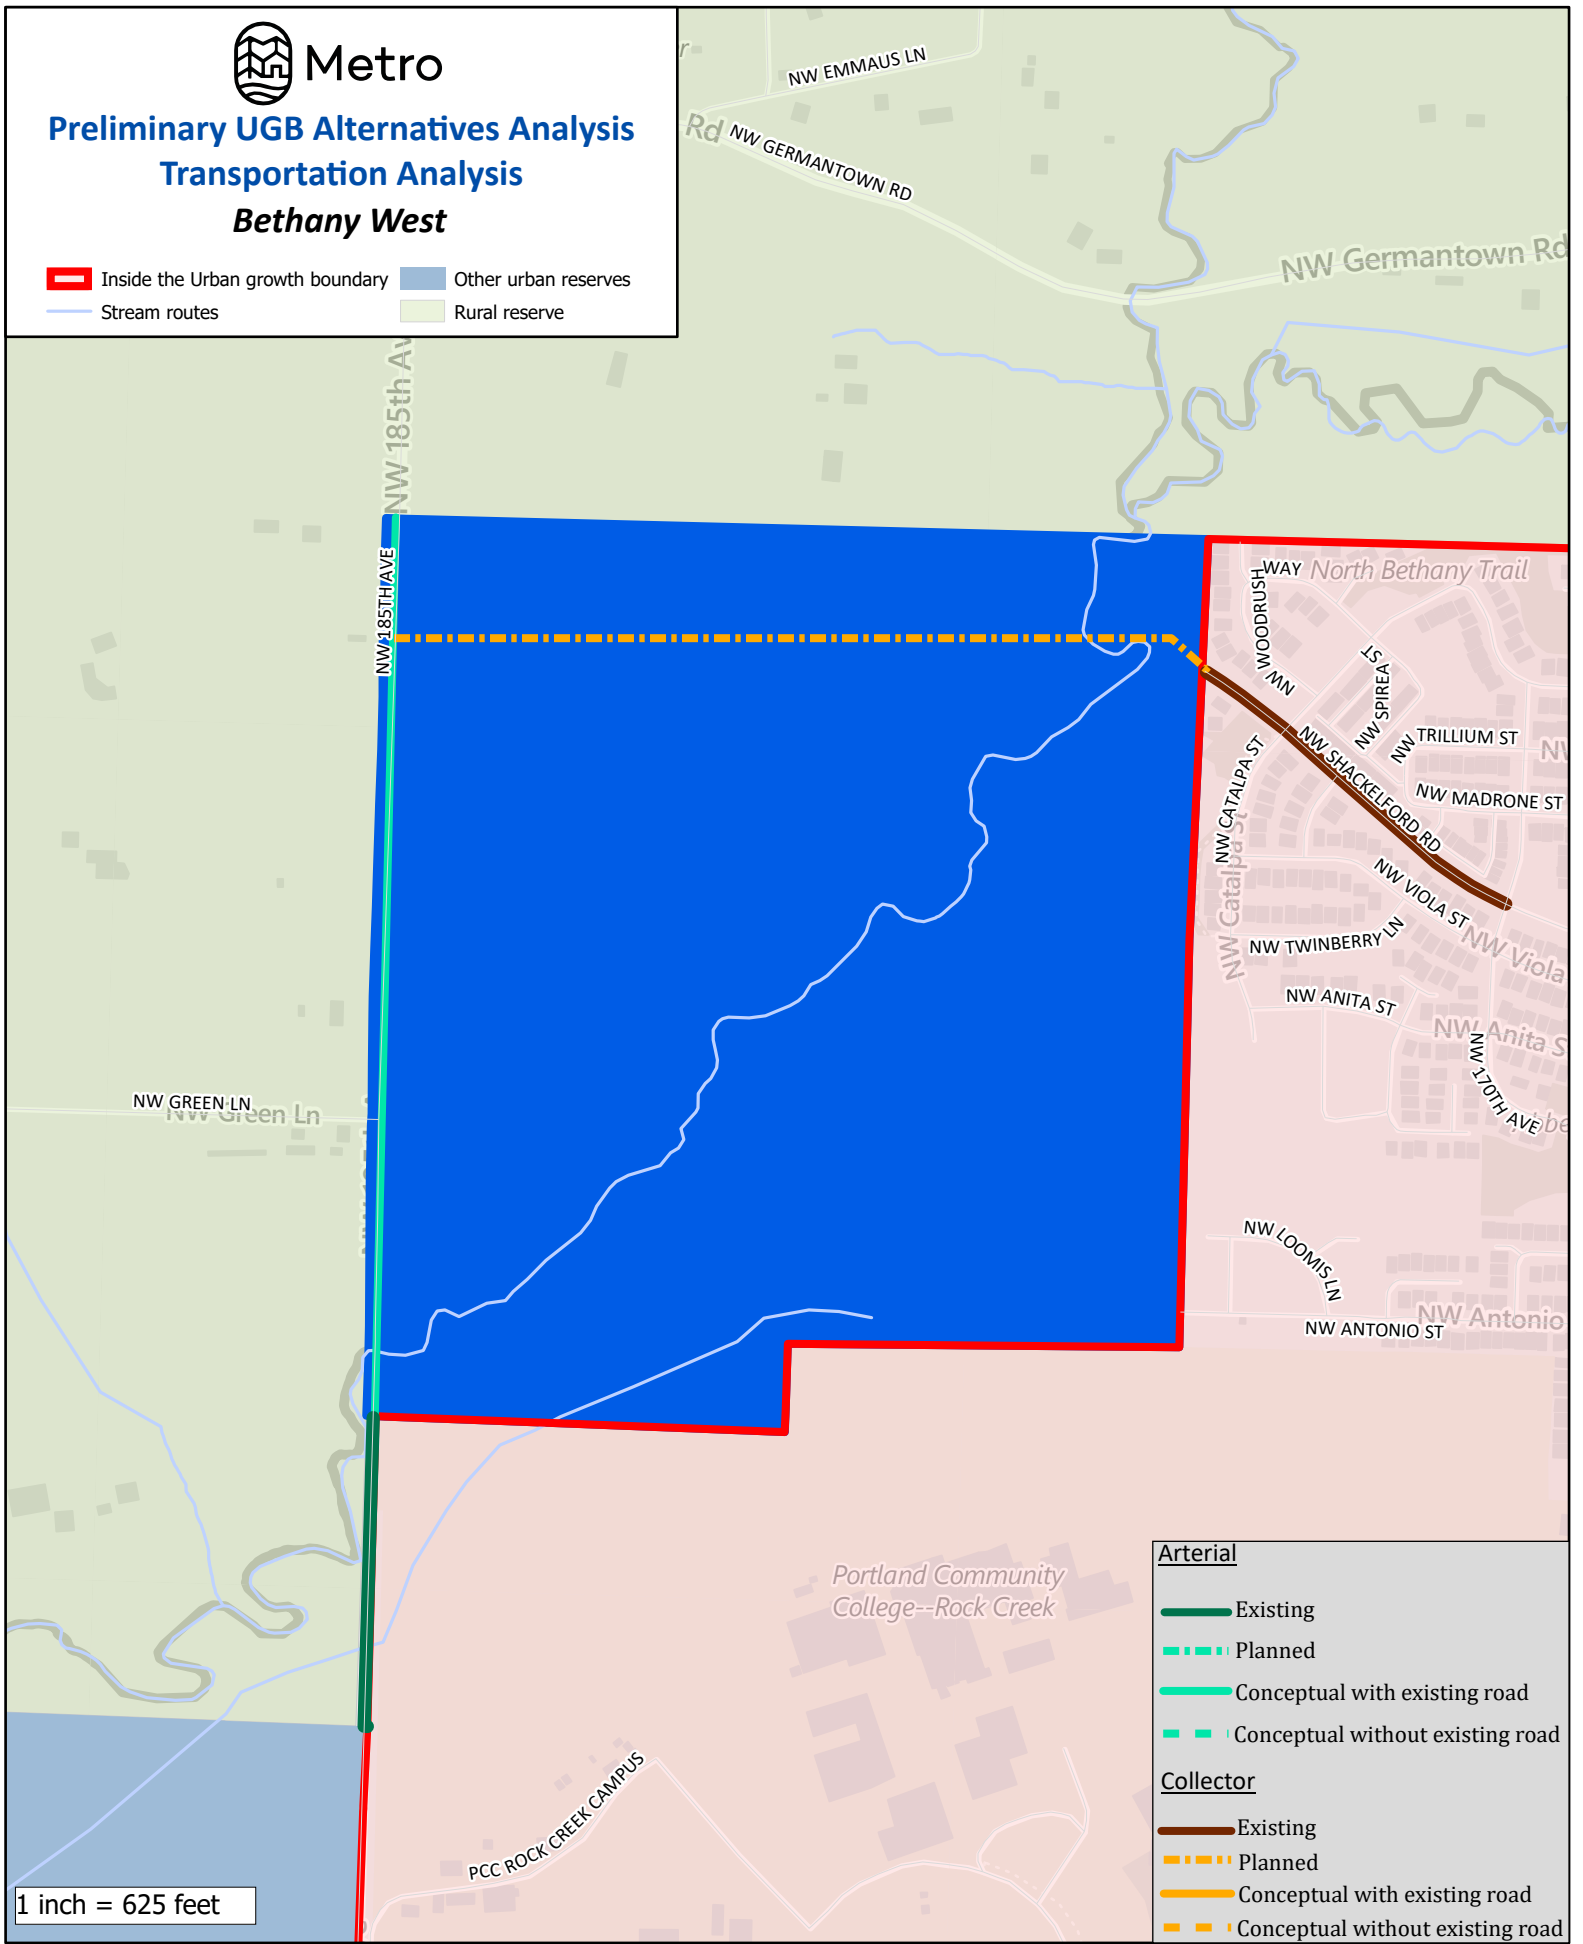 Metro
Preliminary UGB Alternatives Analysis
Transportation Analysis
Bethany West
Inside the Urban growth boundary
Other urban reserves
Stream routes
Rural reserve
NW EMMAUS LN
Rd
NW GERMANTOWN RD
NW Germantown Rd
NW 185th Av
NW 185TH AVE
WAY
North Bethany Trail
WOODRUSH
NW
ST
NW SPIREA
NW TRILLIUM ST
NW SHACKELFORD RD
NW MADRONE ST
NW CATALPA ST
NW Catalpa St
NW VIOLA ST
NW Viola
NW TWINBERRY LN
NW ANITA ST
NW Anita S
NW 170TH AVE
NW GREEN LN
NW Green Ln
NW LOOMIS LN
NW Antonio
NW ANTONIO ST
Portland Community
College--Rock Creek
PCC ROCK CREEK CAMPUS
Arterial
Existing
Planned
Conceptual with existing road
Conceptual without existing road
Collector
Existing
Planned
Conceptual with existing road
Conceptual without existing road
1 inch = 625 feet